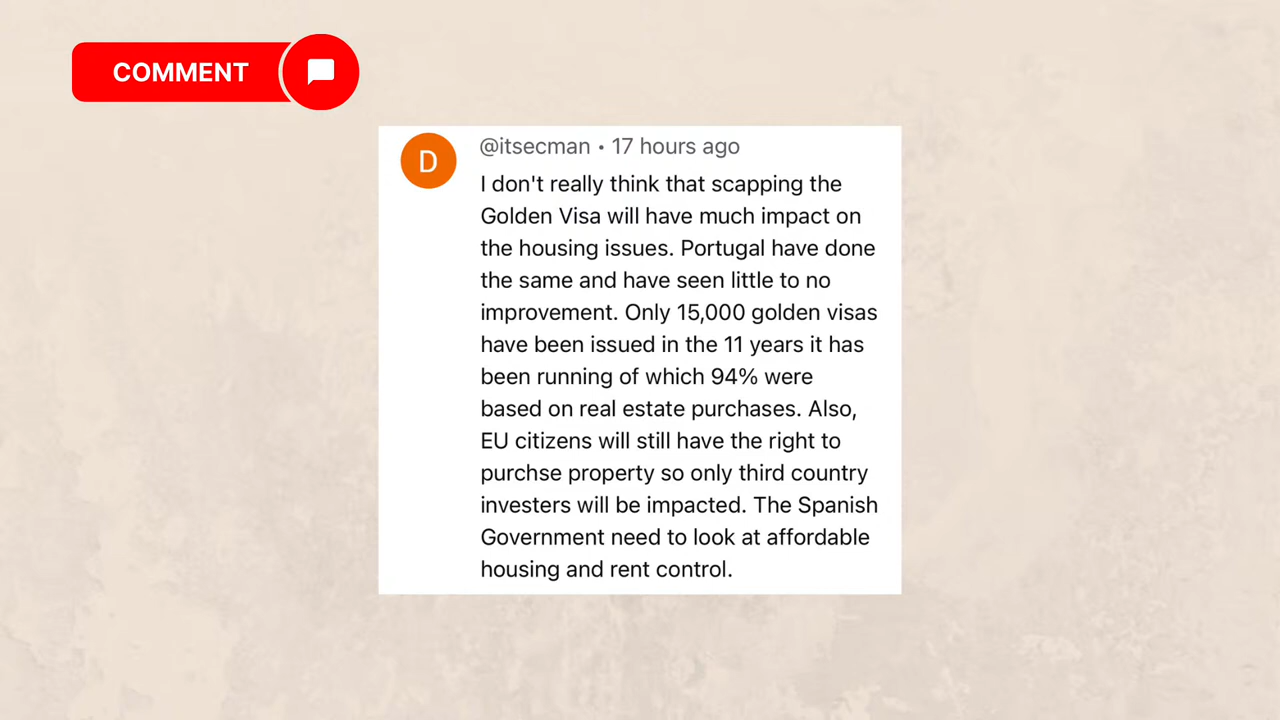 COMMENT
D
@itsecman • 17 hours ago
I don't really think that scapping the
Golden Visa will have much impact on
the housing issues. Portugal have done
the same and have seen little to no
improvement. Only 15,000 golden visas
have been issued in the 11 years it has
been running of which 94% were
based on real estate purchases. Also,
EU citizens will still have the right to
purchse property so only third country
investers will be impacted. The Spanish
Government need to look at affordable
housing and rent control.